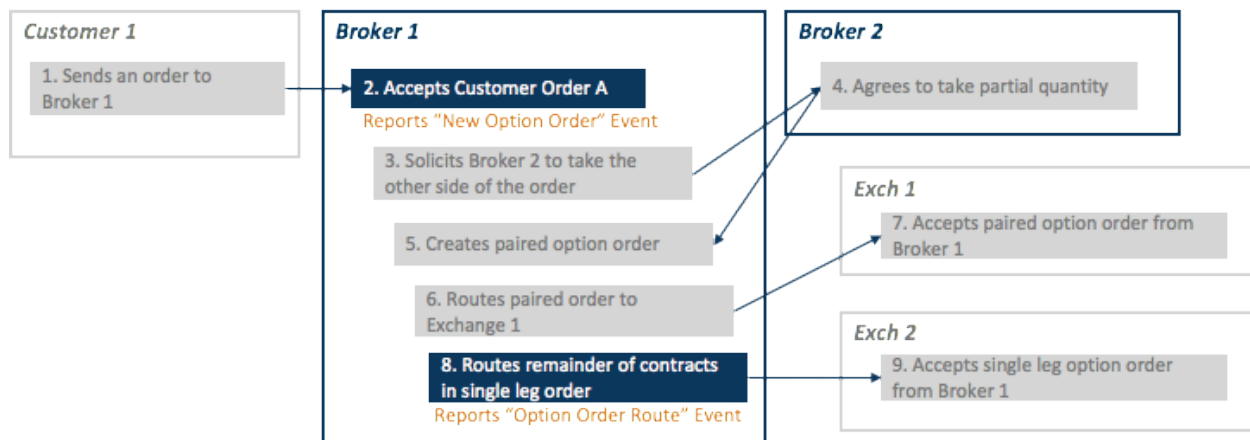 Customer 1
1. Sends an order to
Broker 1
Broker 1
2. Accepts Customer Order A
Reports “New Option Order” Event
3. Solicits Broker 2 to take the
other side of the order
5. Creates paired option order
6. Routes paired order to
Exchange 1
8. Routes remainder of contracts
in single leg order
Reports “Option Order Route” Event
Broker 2
4. Agrees to take partial quantity
Exch 1
7. Accepts paired option order from
Broker 1
Exch 2
9. Accepts single leg option order
from Broker 1